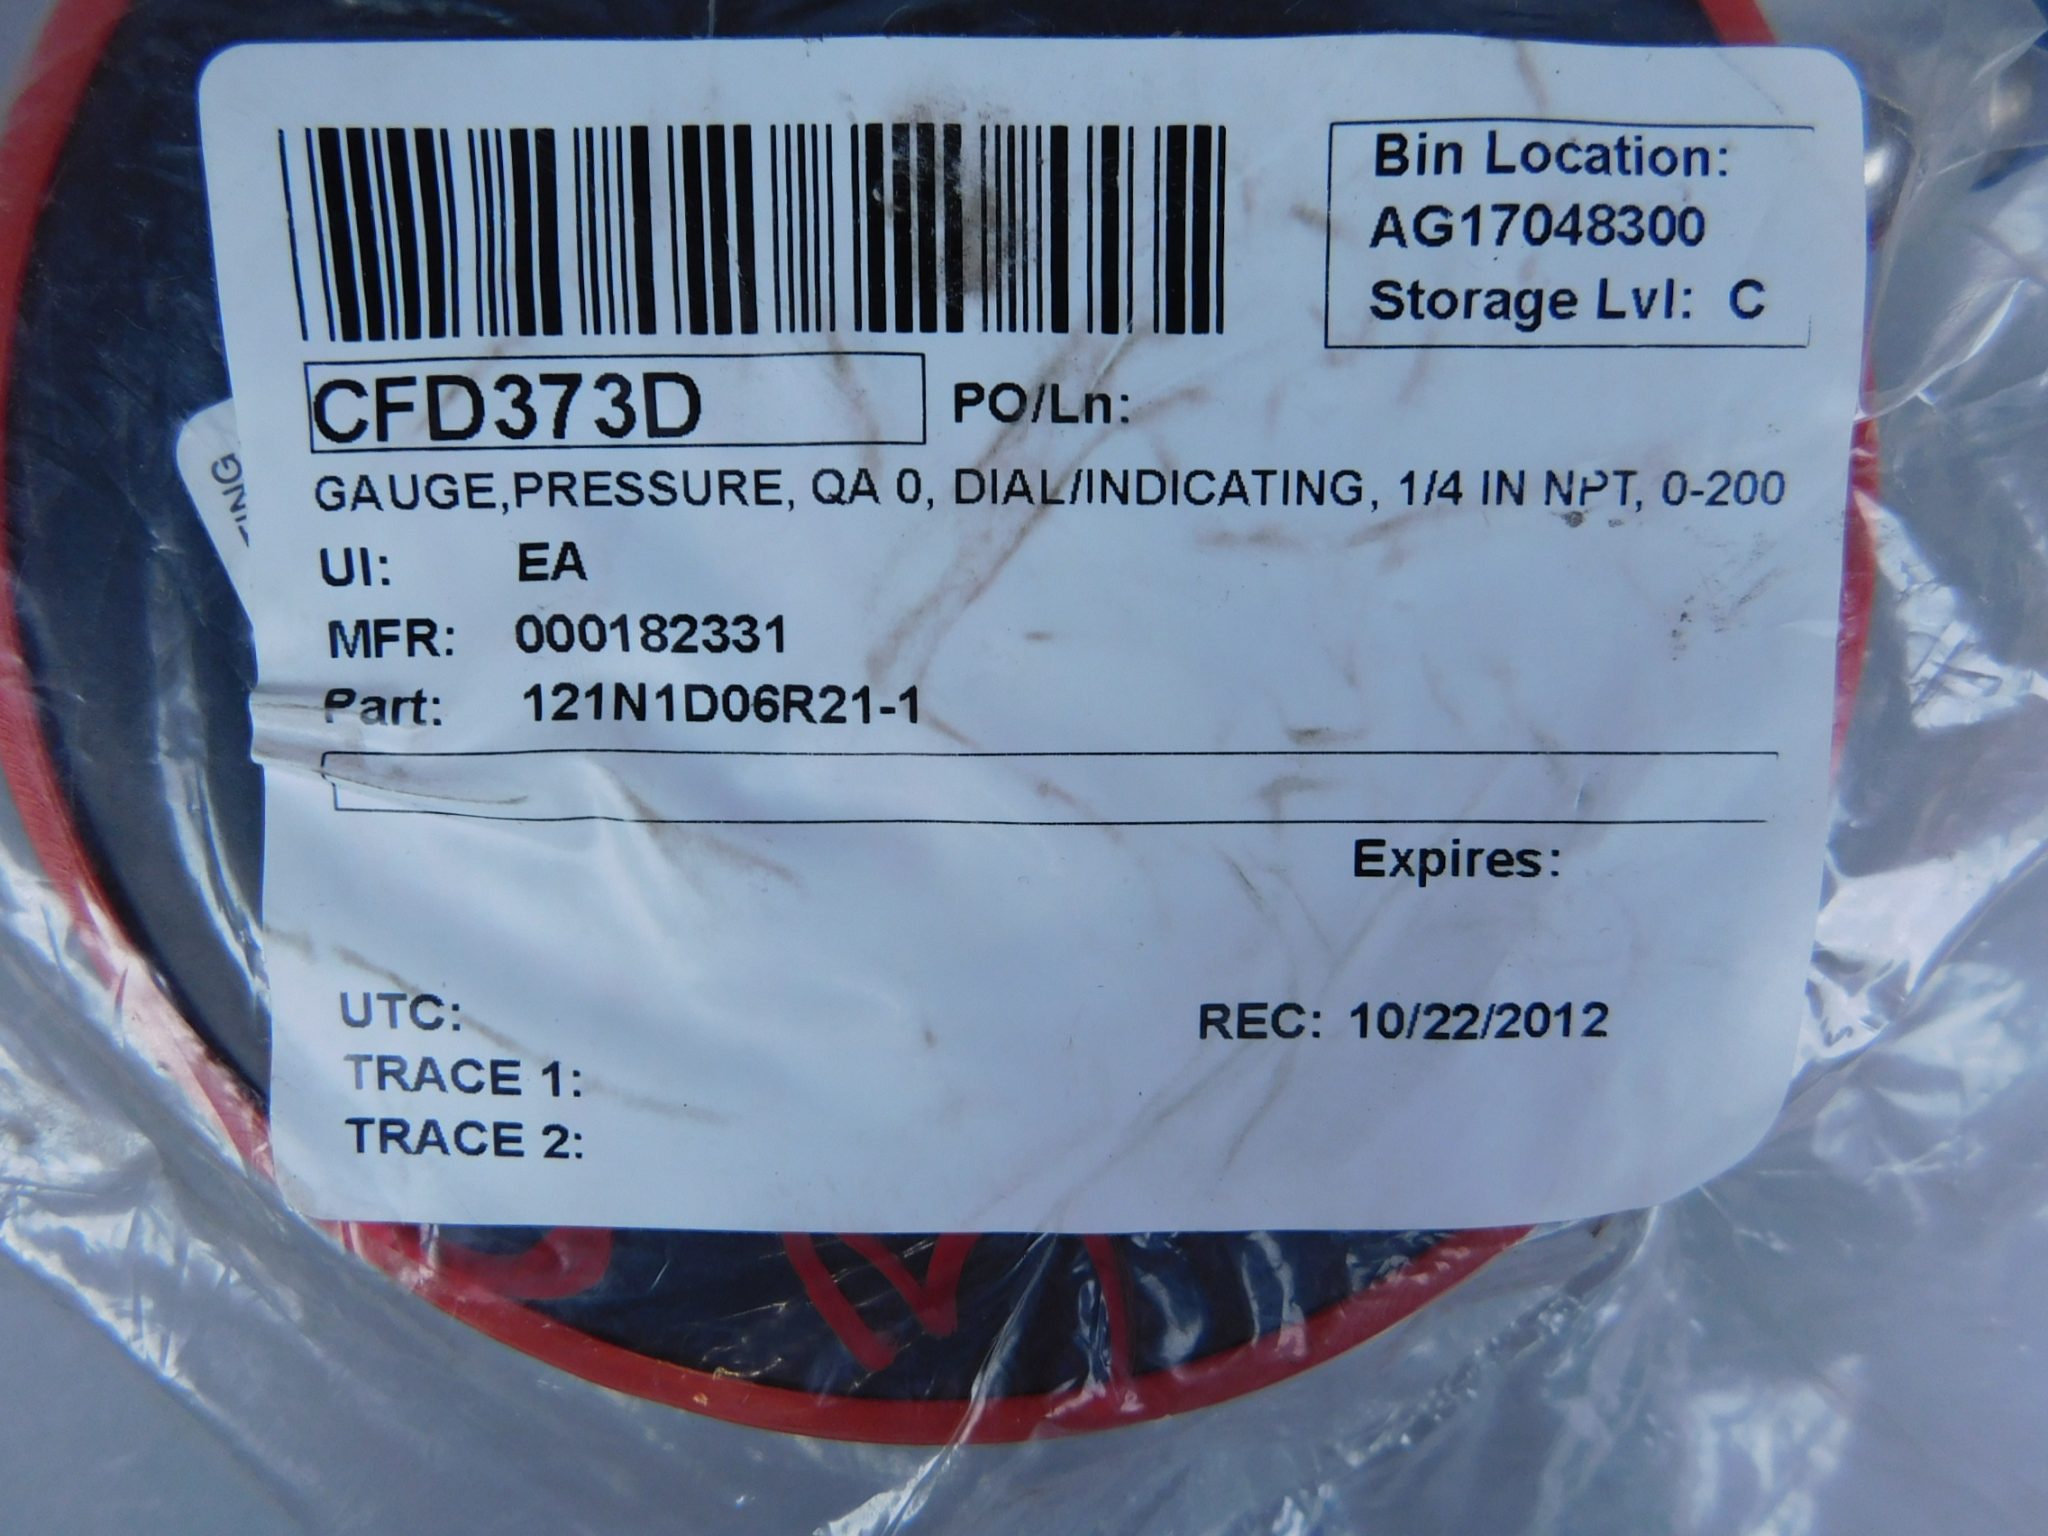 Bin Location:
AG17048300
Storage Lvl: C
CFD373D PO/Ln:
GAUGE,PRESSURE, QA 0, DIAL/INDICATING, 1/4 IN NPT, 0-200
UI: EA
MFR: 000182331
Part: 121N1D06R21-1
Expires:
UTC: REC: 10/22/2012
TRACE 1:
TRACE 2: